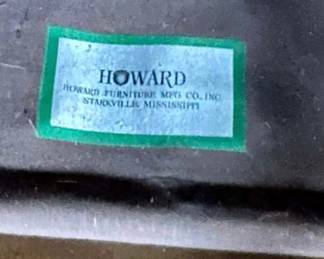 HOWARD
HOWARD FURNITURE MFG CO., INC
STARKVILLE, MISSISSIPPI